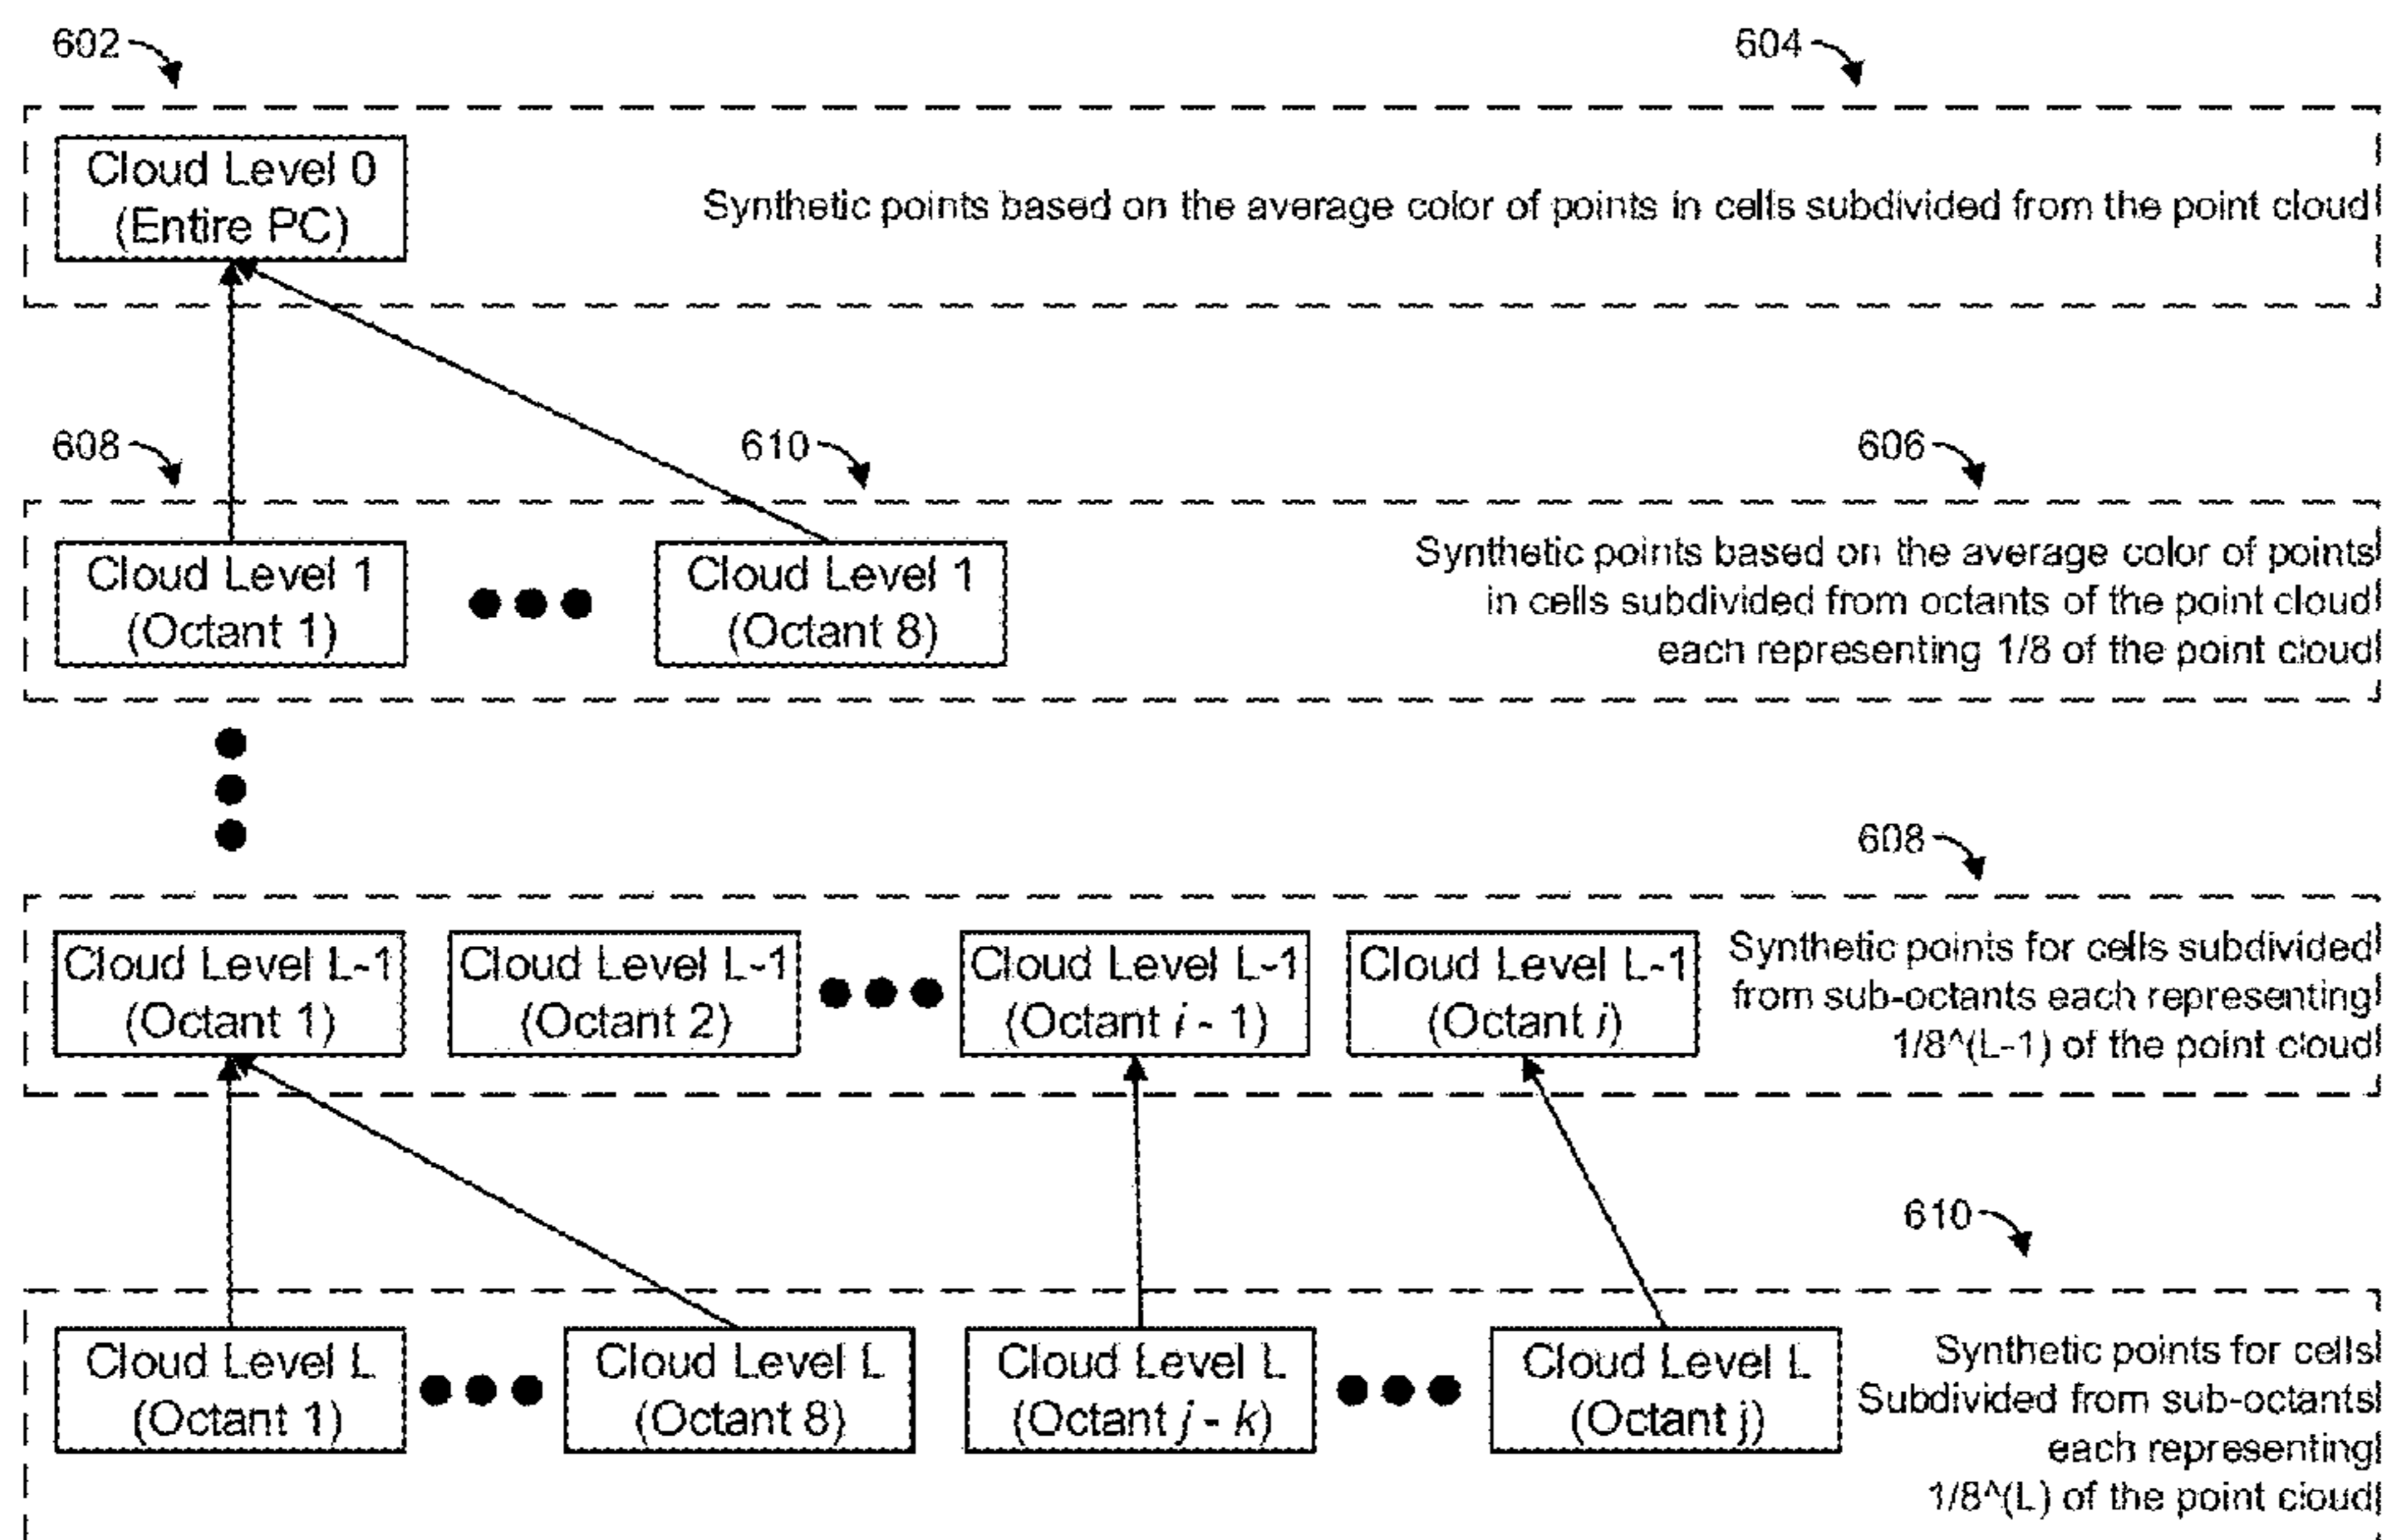 602
604
Cloud Level 0
(Entire PC)
Synthetic points based on the average color of points in cells subdivided from the point cloud
608
610
606
Cloud Level 1
(Octant 1)
Cloud Level 1
(Octant 8)
Synthetic points based on the average color of points
in cells subdivided from octants of the point cloud
each representing 1/8 of the point cloud
608
Cloud Level L-1
(Octant 1)
Cloud Level L-1
(Octant 2)
Cloud Level L-1
(Octant i - 1)
Cloud Level L-1
(Octant i)
Synthetic points for cells subdivided
from sub-octants each representing
1/8^(L-1) of the point cloud
610
Cloud Level L
(Octant 1)
Cloud Level L
(Octant 8)
Cloud Level L
(Octant j - k)
Cloud Level L
(Octant j)
Synthetic points for cells
Subdivided from sub-octants
each representing
1/8^(L) of the point cloud